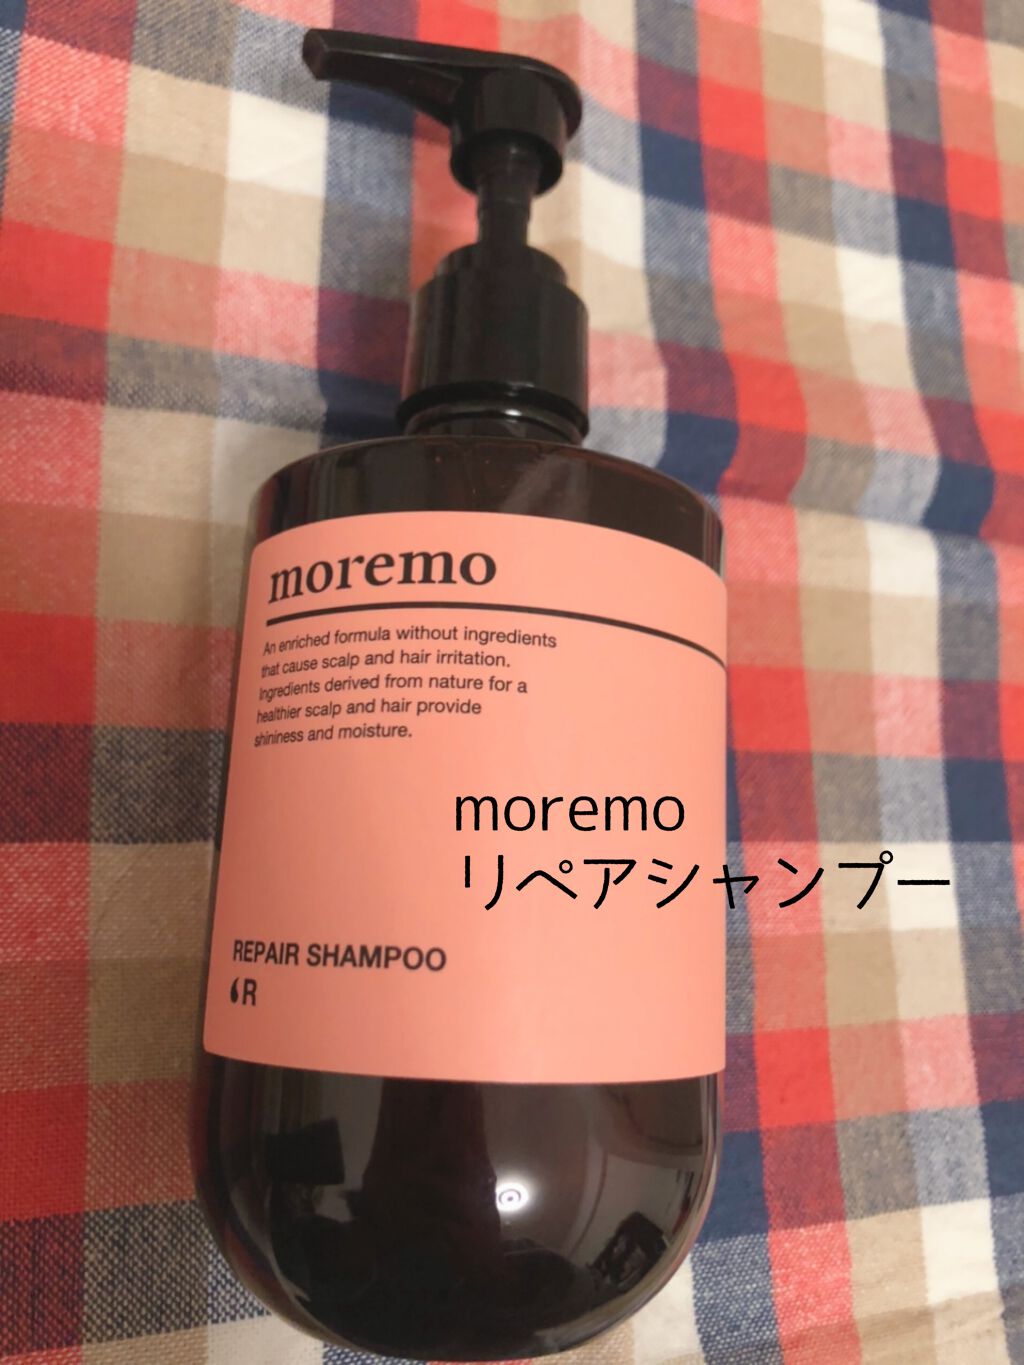 moremo
An enriched formula without ingredients
that cause scalp and hair irritation.
Ingredients derived from nature for a
healthier scalp and hair provide
shininess and moisture.
moremo
リペアシャンプー
REPAIR SHAMPOO
R